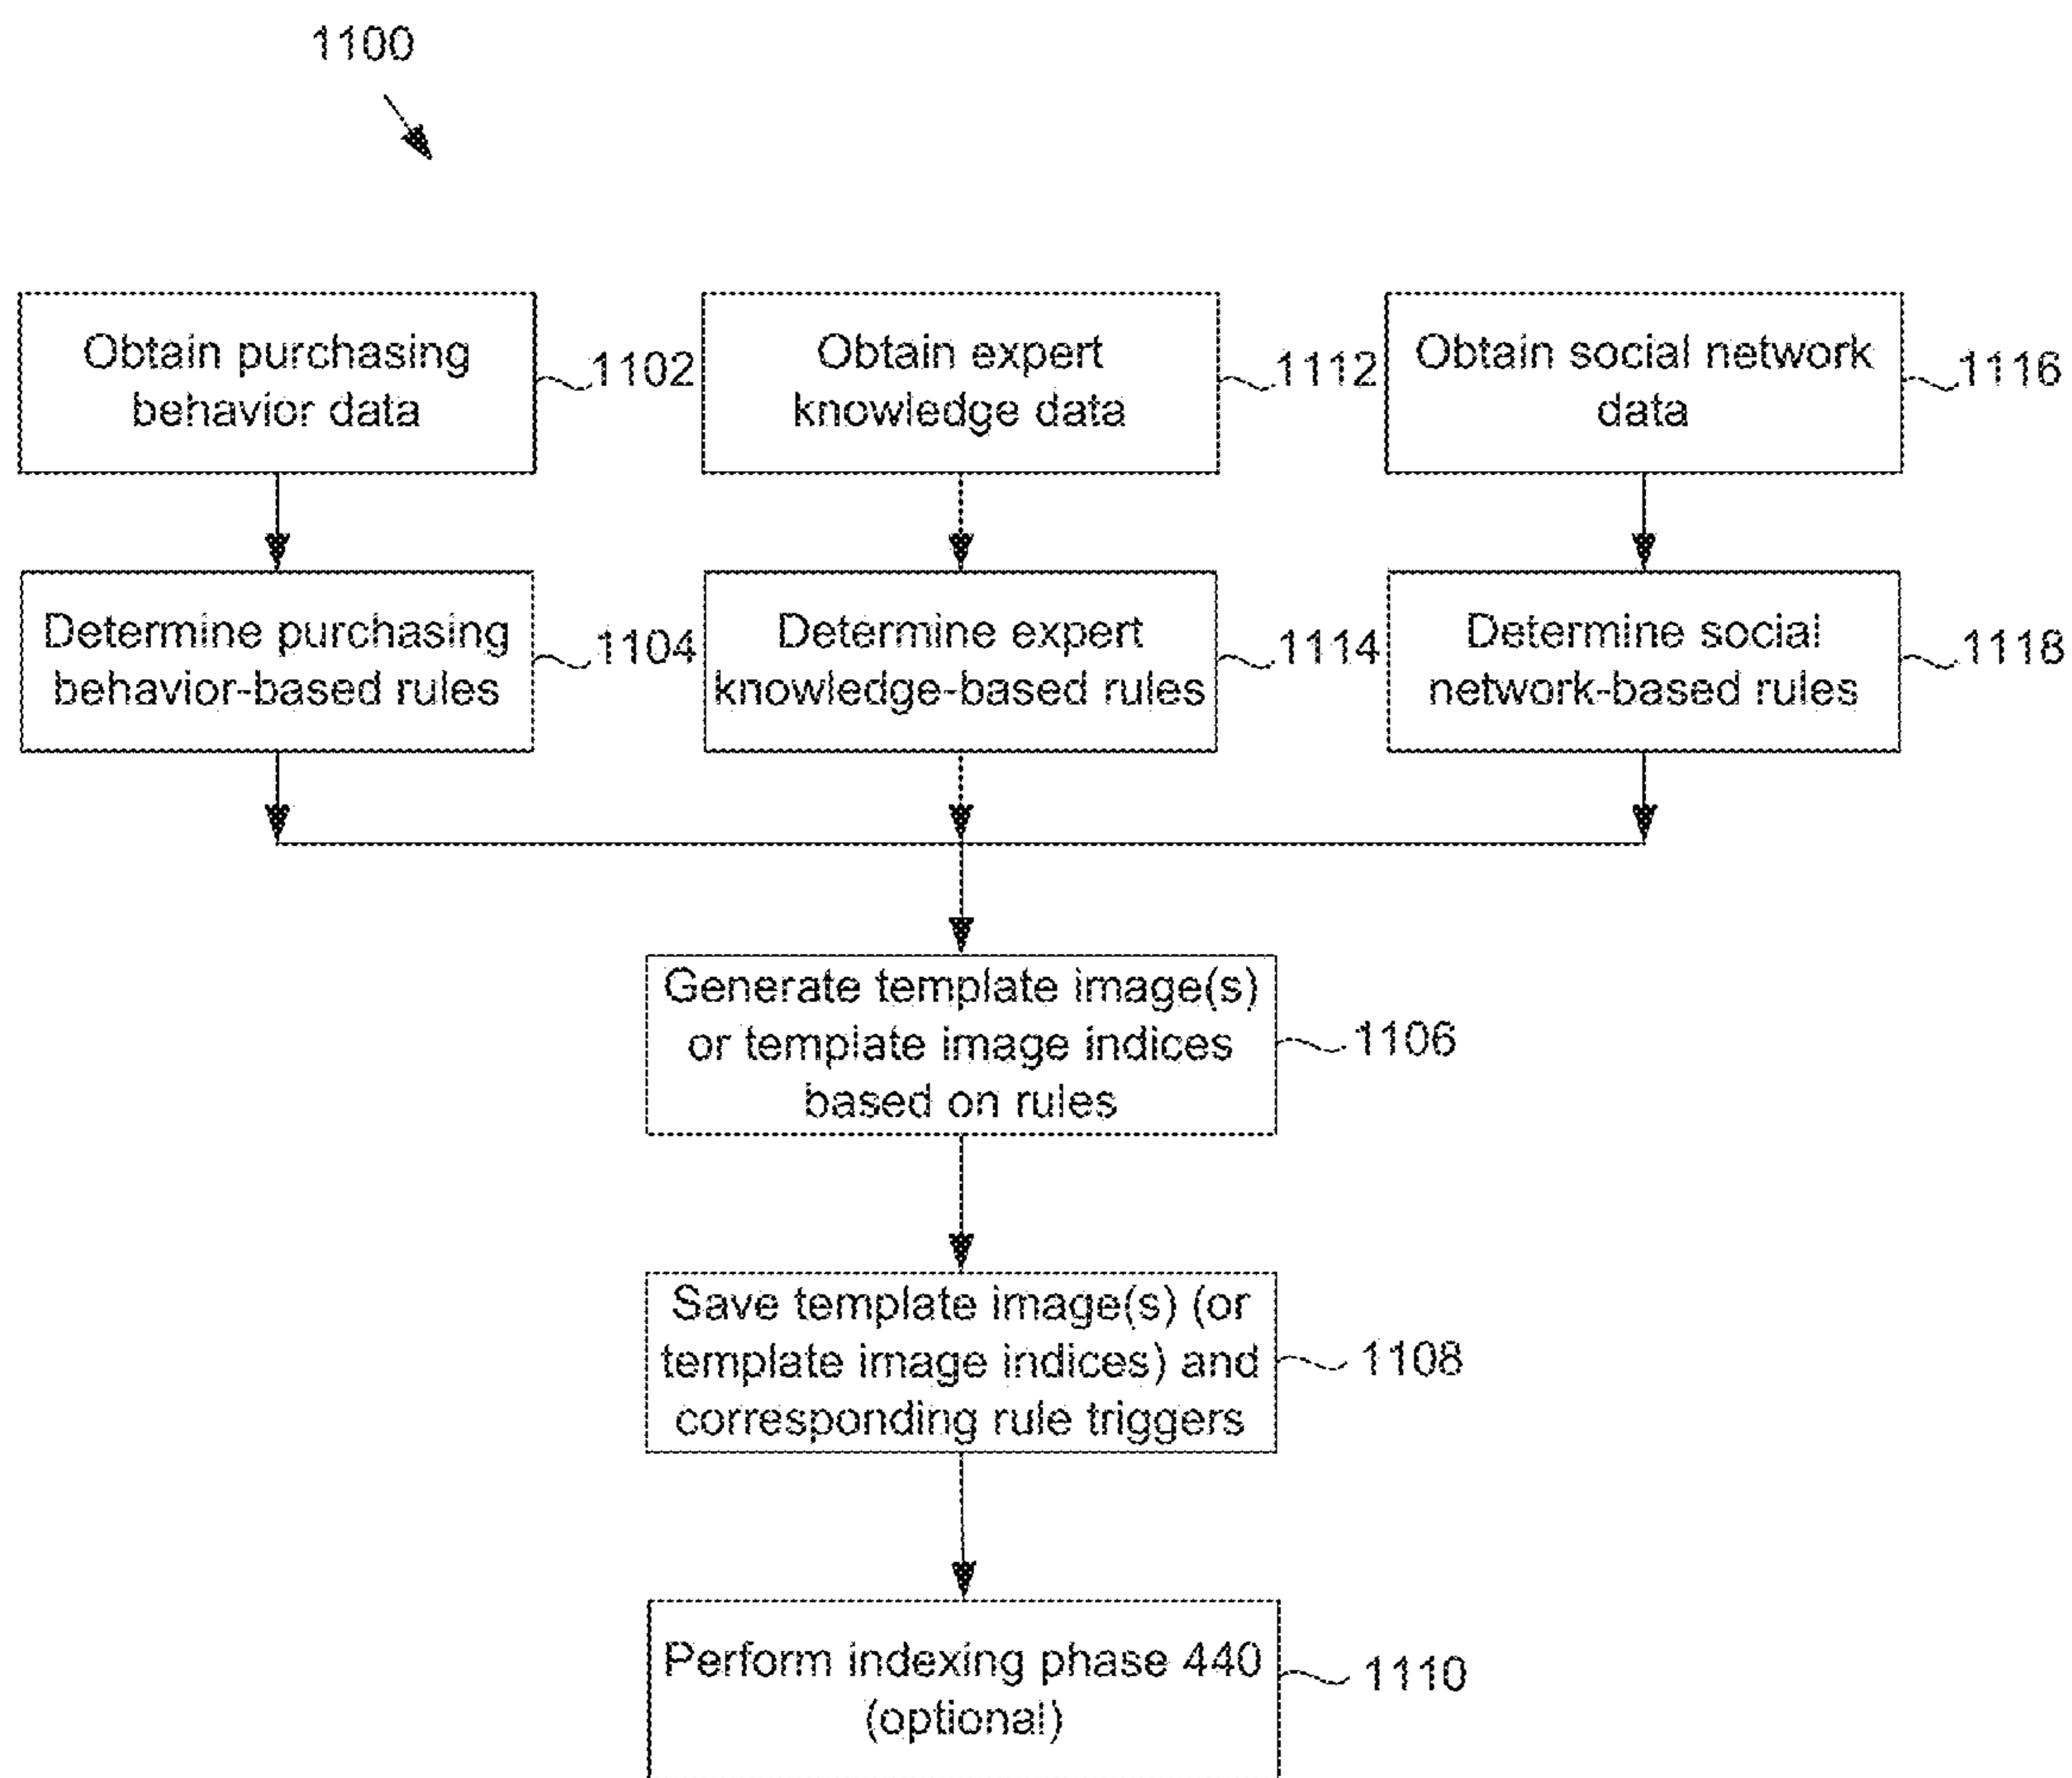 1100
Obtain purchasing
behavior data
1102
Obtain expert
knowledge data
1112
Obtain social network
data
1116
Determine purchasing
behavior-based rules
1104
Determine expert
knowledge-based rules
1114
Determine social
network-based rules
1118
Generate template image(s)
or template image indices
based on rules
1106
Save template image(s) (or
template image indices) and
corresponding rule triggers
1108
Perform indexing phase 440
(optional)
1110